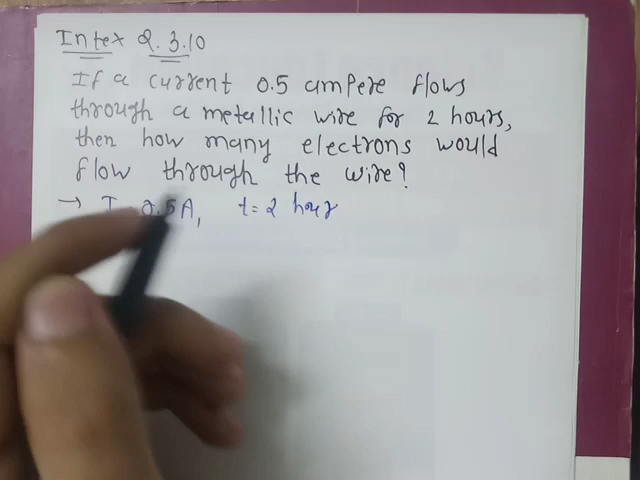 Intex Q. 3.10
If a current 0.5 ampere flows
through a metallic wire for 2 hours,
then how many electrons would
flow through the wire?
→ I 0.5A, t = 2 hour